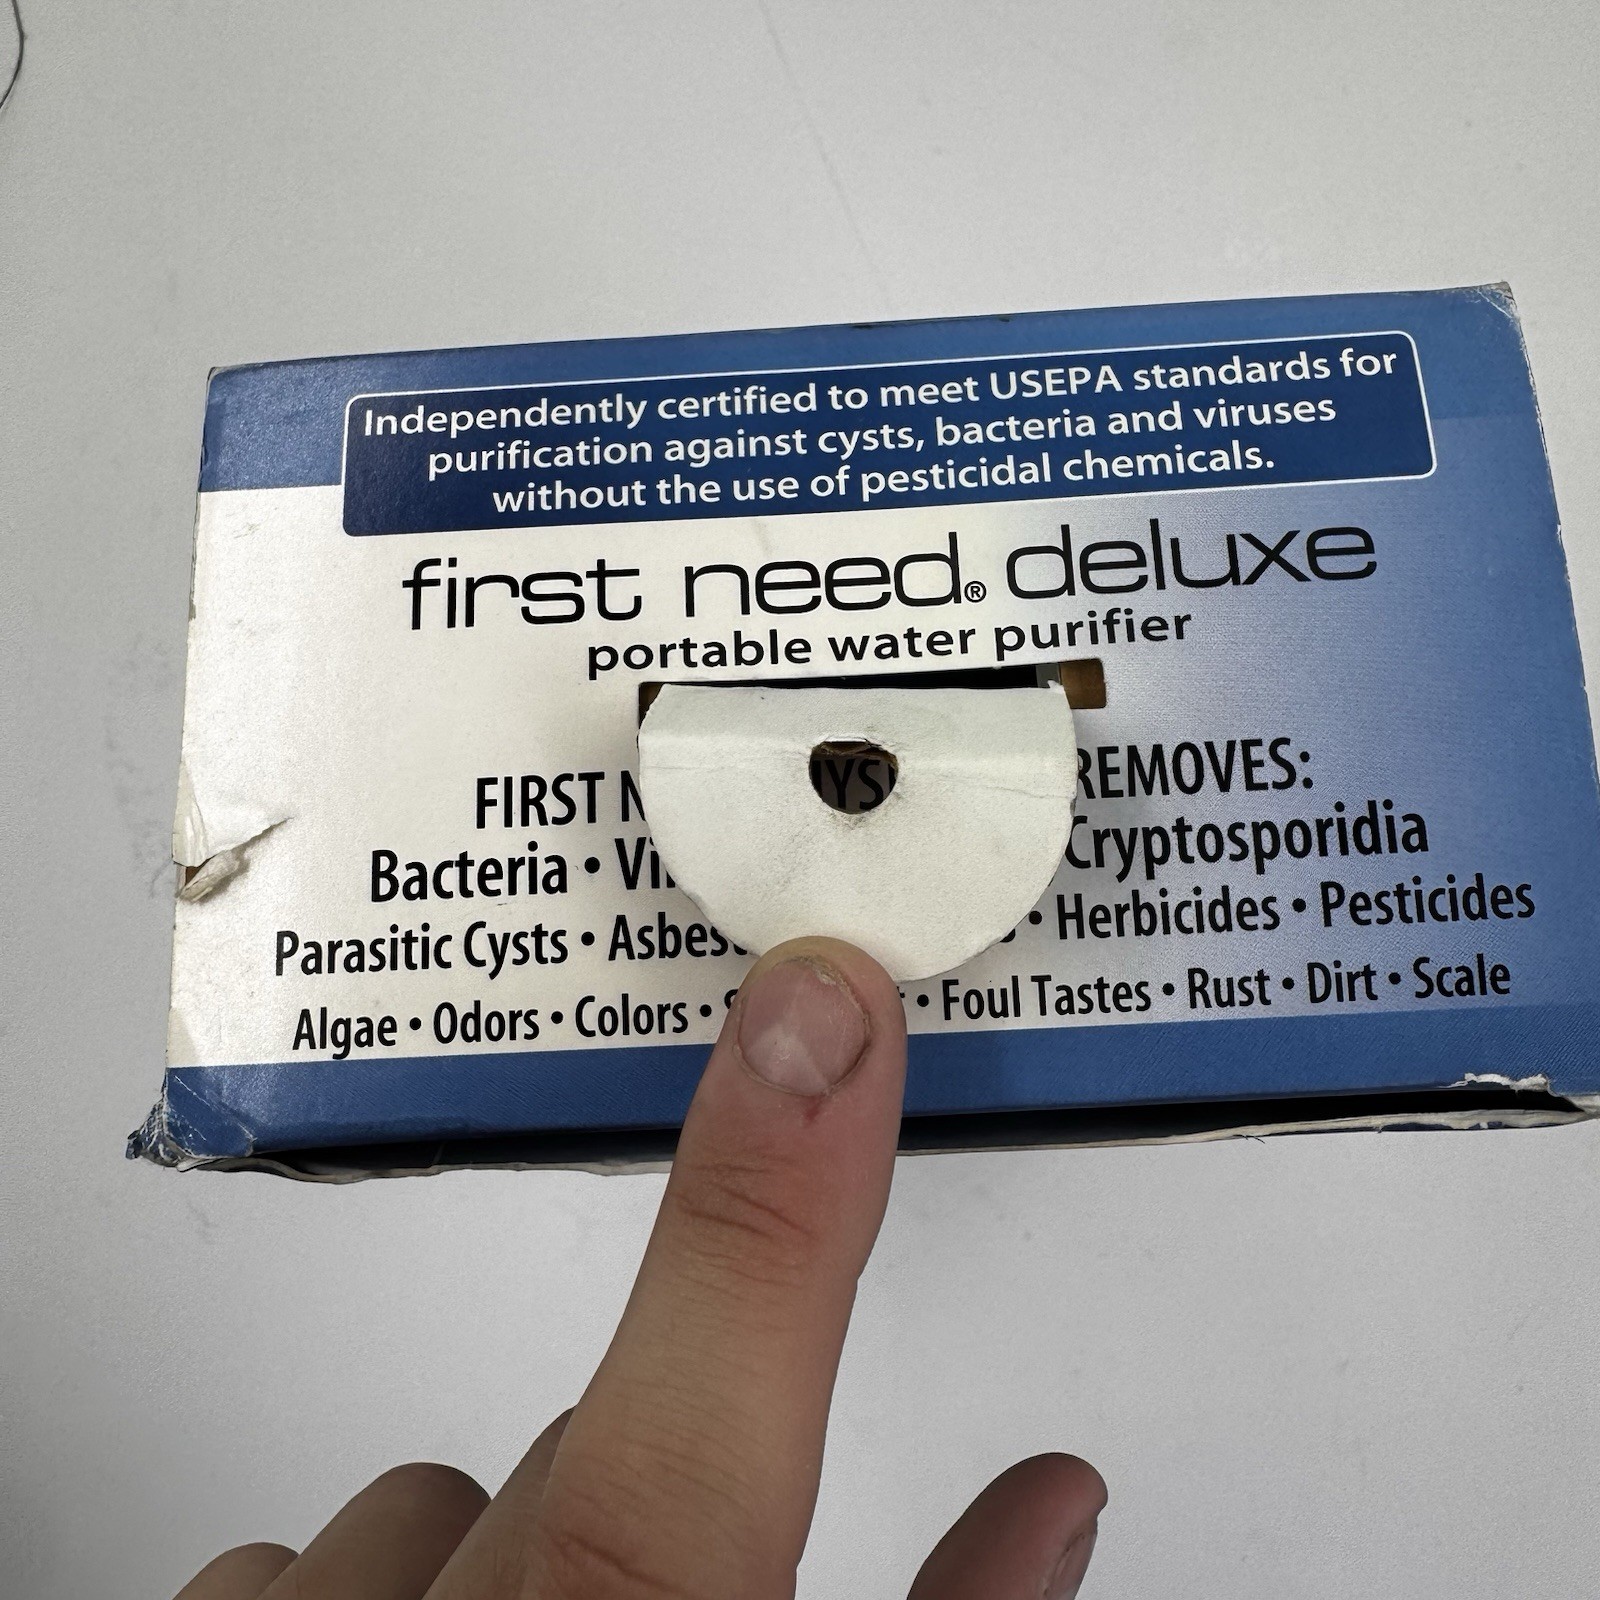 Independently certified to meet USEPA standards for
purification against cysts, bacteria and viruses
without the use of pesticidal chemicals.
first need® deluxe
portable water purifier
FIRST REMOVES:
Bacteria • Cryptosporidia
Parasitic Cysts • • Herbicides • Pesticides
Algae • Odors • Colors • • Foul Tastes • Rust • Dirt • Scale